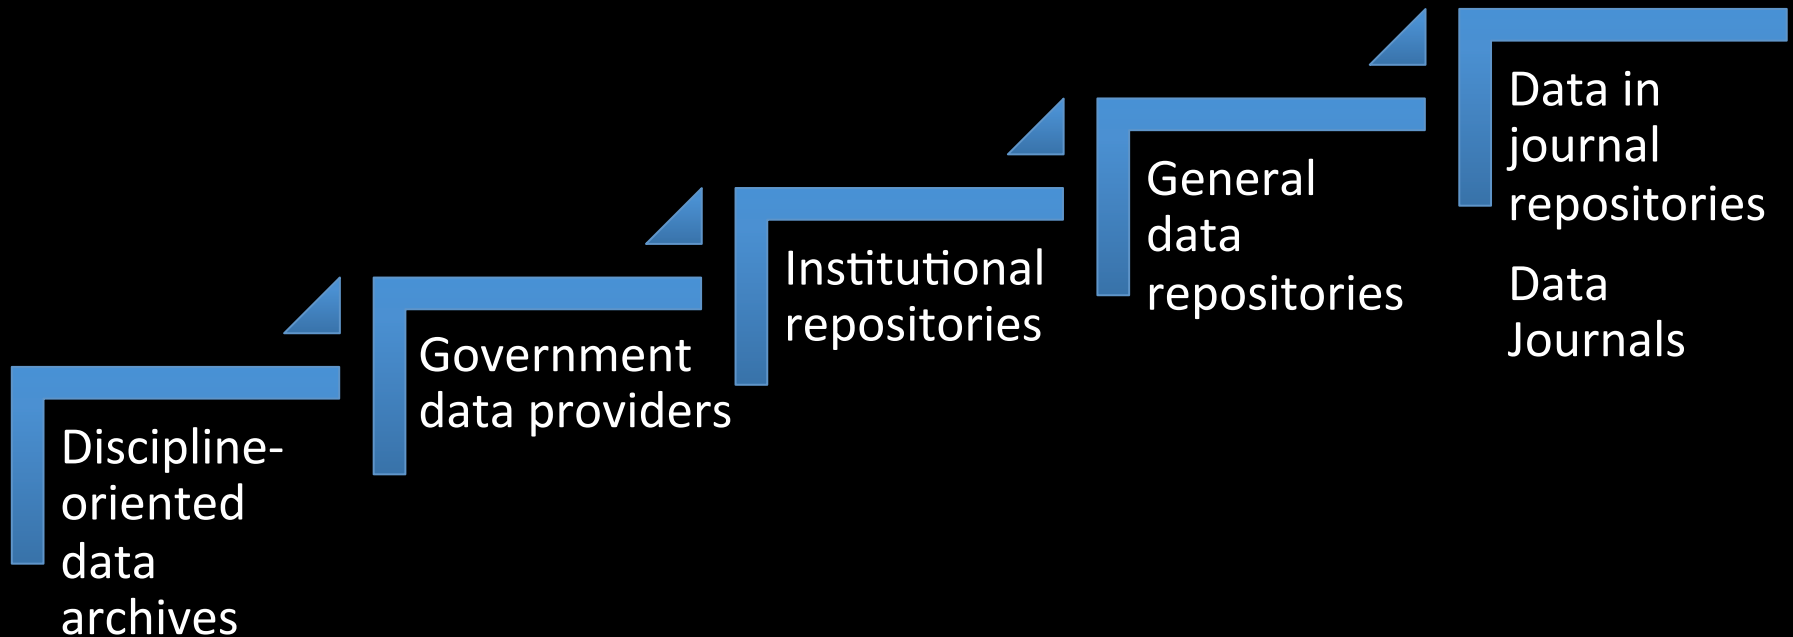 Discipline-
oriented
data
archives
Government
data providers
Institutional
repositories
General
data
repositories
Data in
journal
repositories
Data
Journals